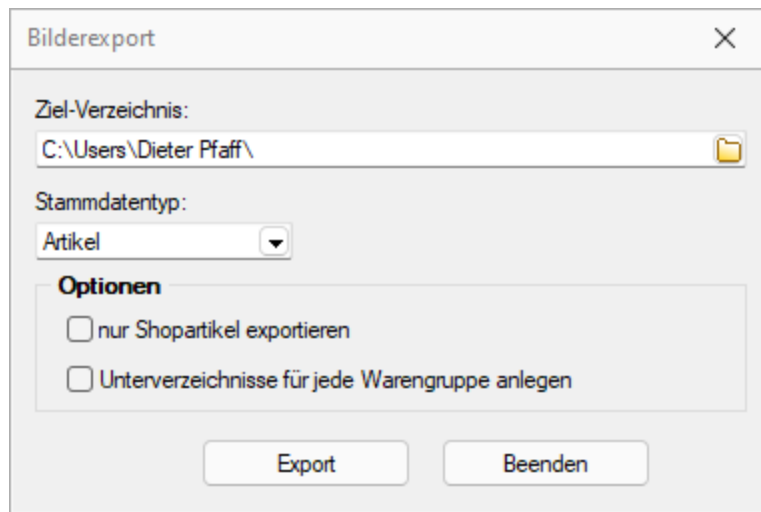 Bilderexport
Ziel-Verzeichnis:
C:\Users\Dieter Pfaff\
Stammdatentyp:
Artikel
Optionen
nur Shopartikel exportieren
Unterverzeichnisse für jede Warengruppe anlegen
Export Beenden